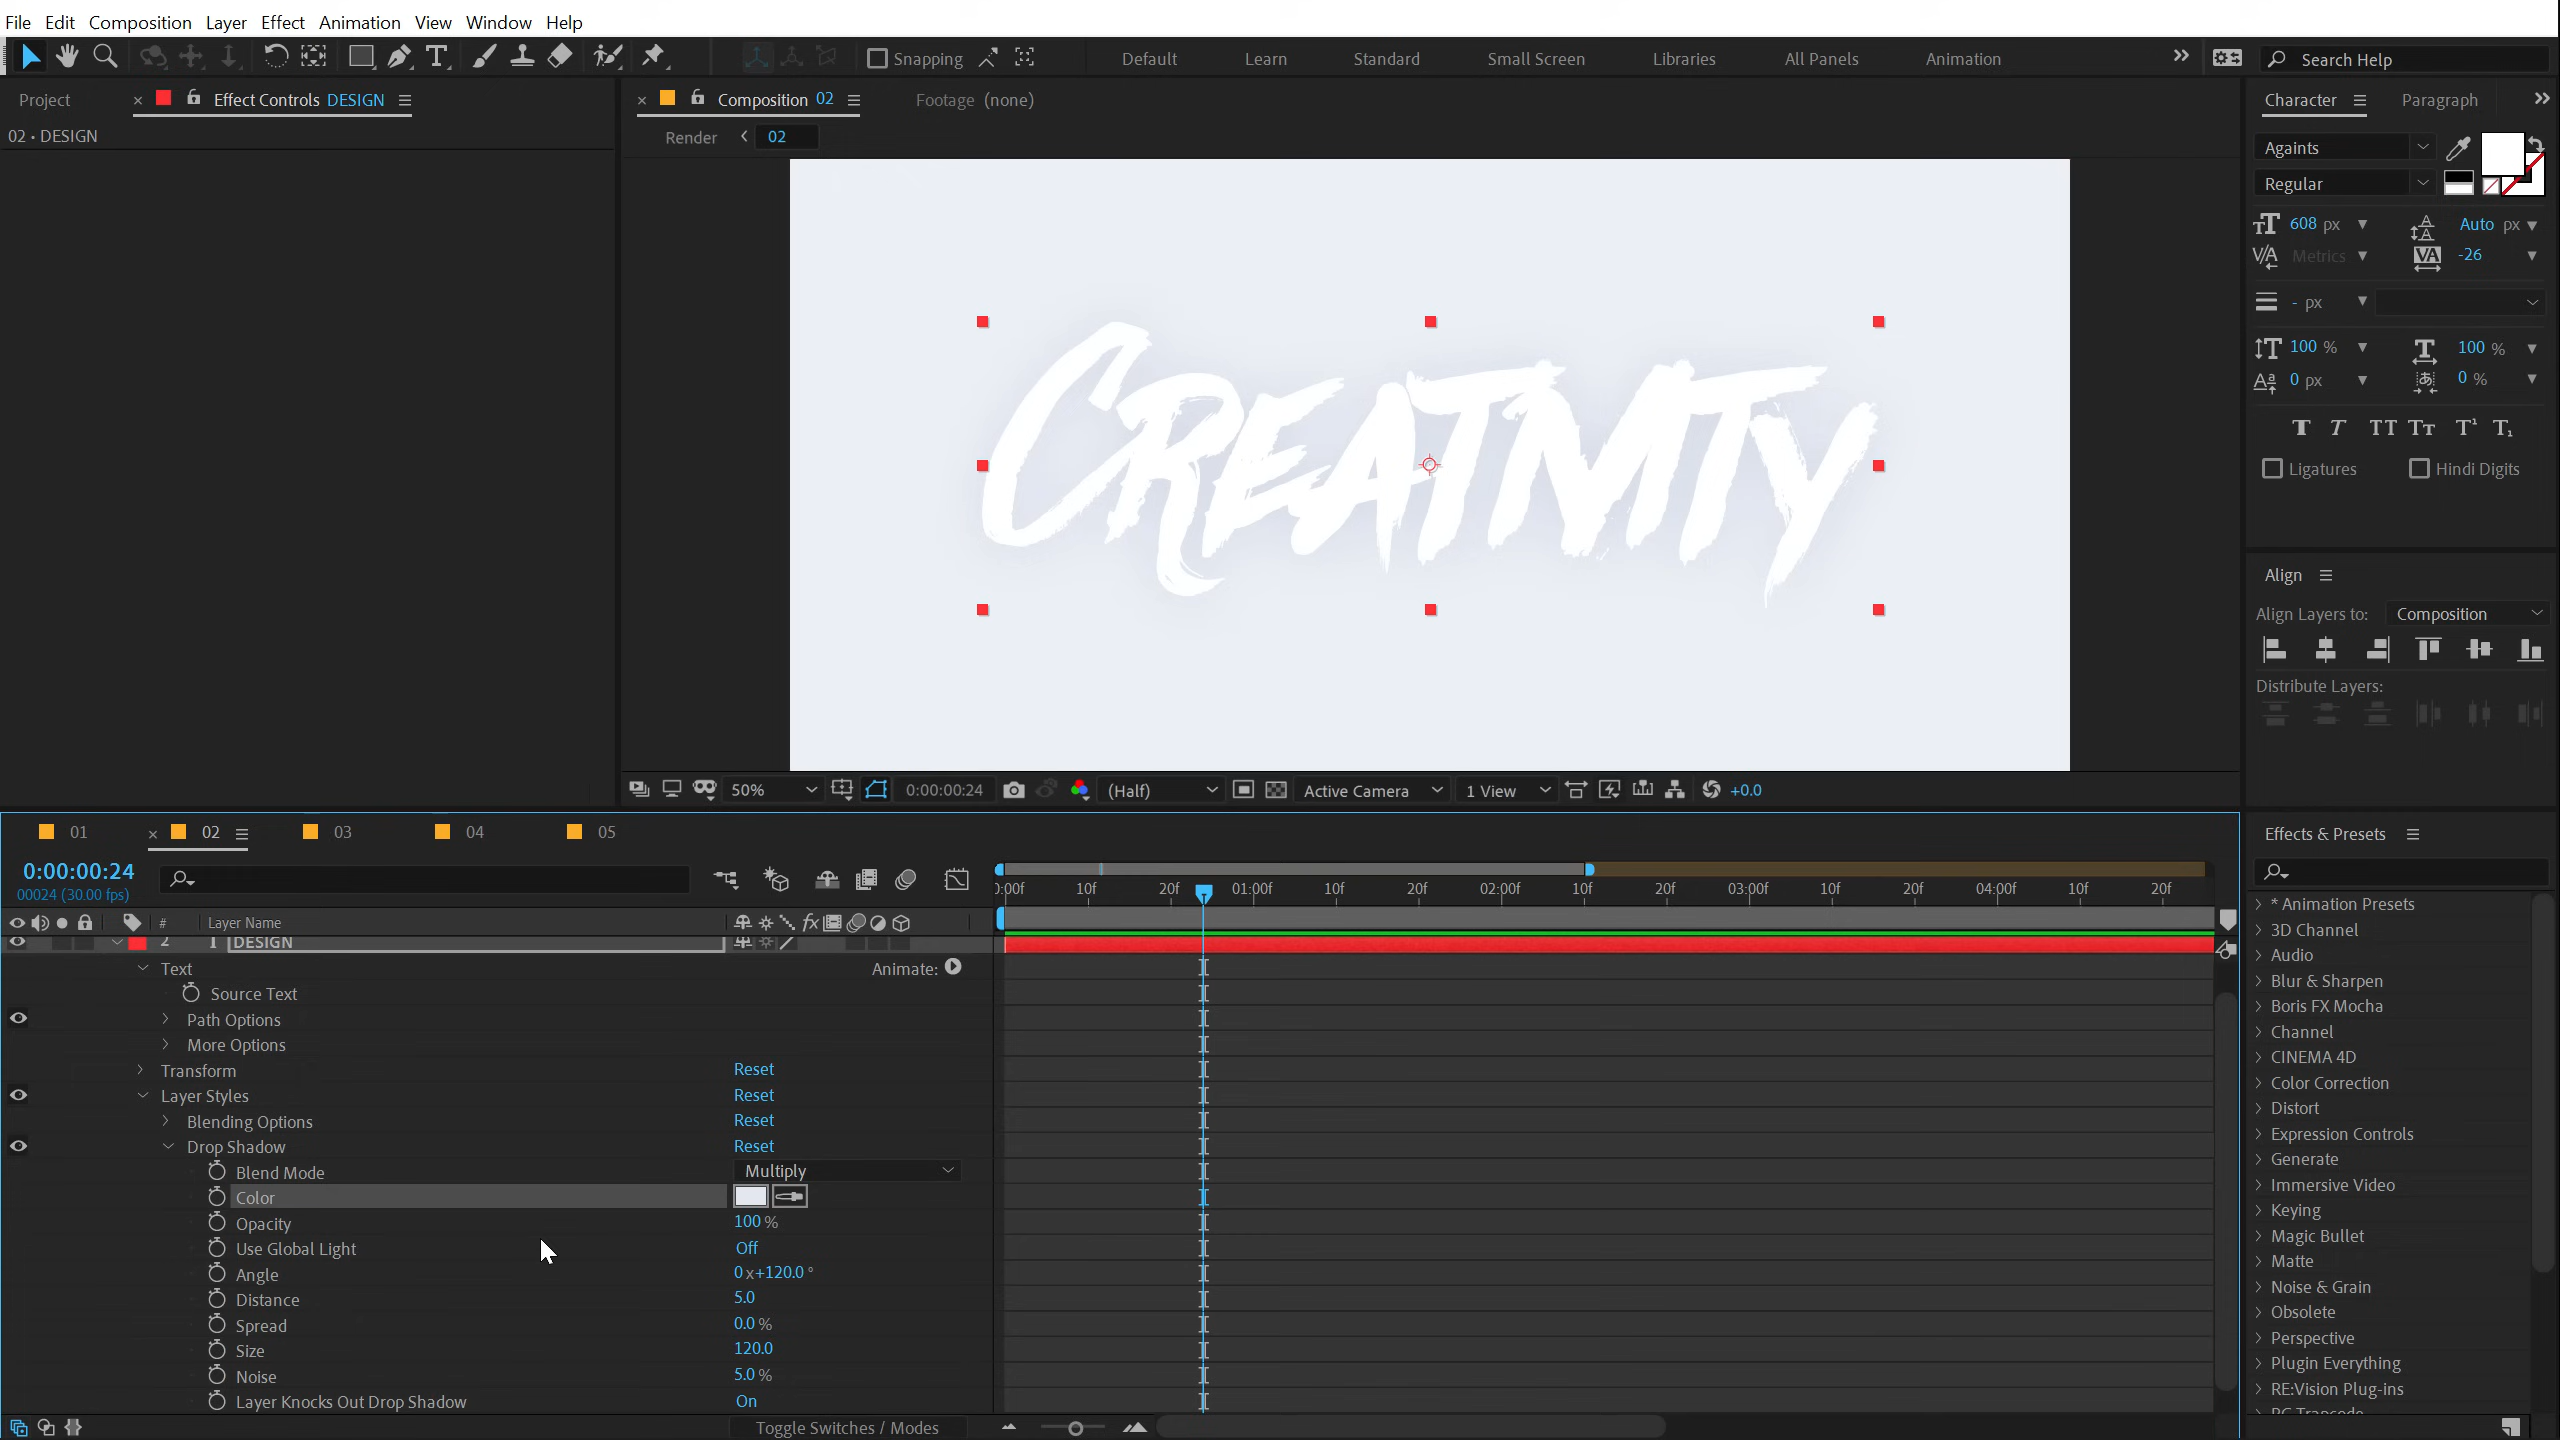 File Edit Composition Layer Effect Animation View Window Help
Snapping Default Learn Standard Small Screen Libraries All Panels Animation Search Help
Project Effect Controls DESIGN Composition 02 Footage (none) Character Paragraph
02 • DESIGN
Render 02
Againts
Regular
608 px Auto px
Metrics -26
- px
100 % 100 %
0 px 0 %
Ligatures Hindi Digits
CREATIVITY
Align
Align Layers to: Composition
Distribute Layers:
50% 0:00:00:24 (Half) Active Camera 1 View +0.0
01 02 03 04 05
Effects & Presets
0:00:00:24
00024 (30.00 fps)
0:00f 10f 20f 01:00f 10f 20f 02:00f 10f 20f 03:00f 10f 20f 04:00f 10f 20f
# Layer Name
2 DESIGN
Text Animate:
Source Text
Path Options
More Options
Transform Reset
Layer Styles Reset
Blending Options Reset
Drop Shadow Reset
Blend Mode Multiply
Color
Opacity 100 %
Use Global Light Off
Angle 0 x+120.0 °
Distance 5.0
Spread 0.0 %
Size 120.0
Noise 5.0 %
Layer Knocks Out Drop Shadow On
Toggle Switches / Modes
* Animation Presets
3D Channel
Audio
Blur & Sharpen
Boris FX Mocha
Channel
CINEMA 4D
Color Correction
Distort
Expression Controls
Generate
Immersive Video
Keying
Magic Bullet
Matte
Noise & Grain
Obsolete
Perspective
Plugin Everything
RE:Vision Plug-ins